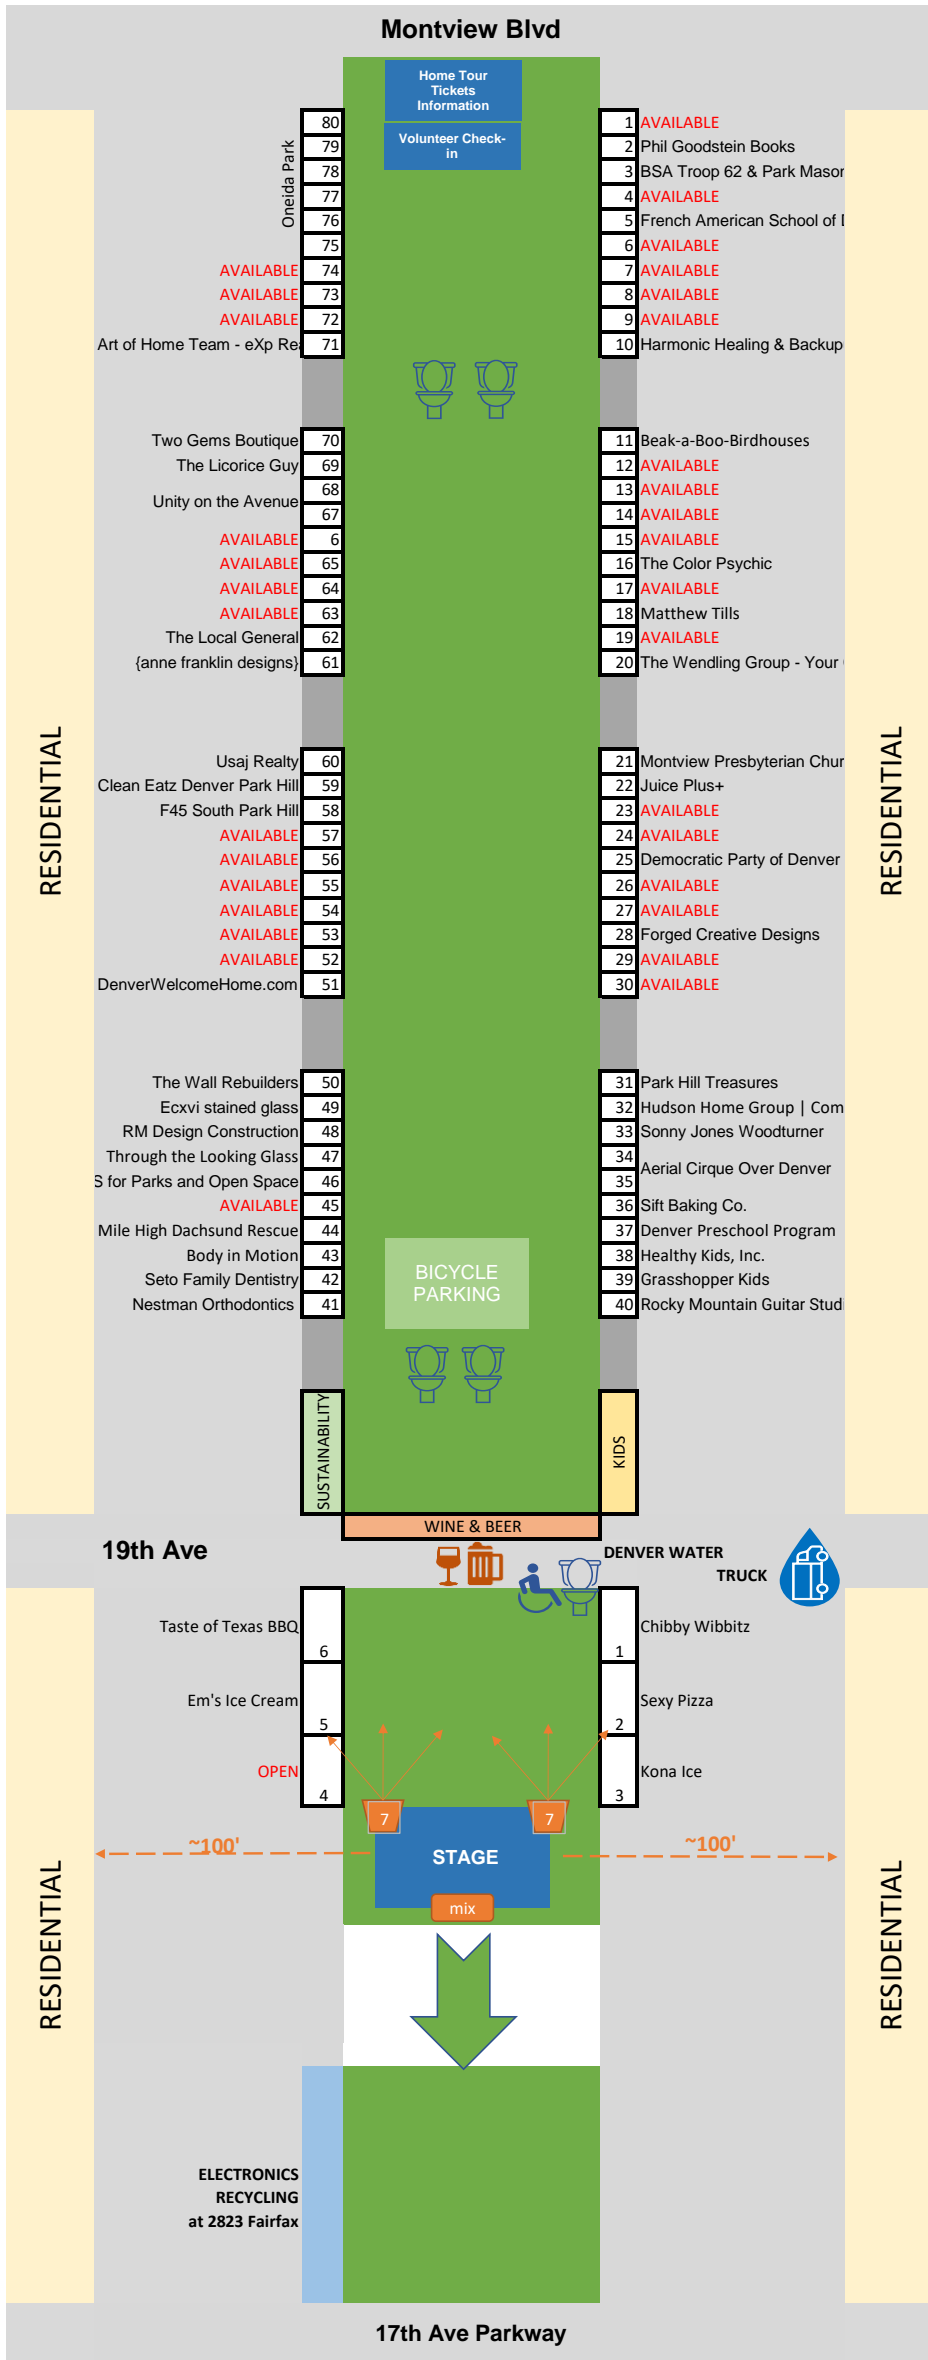 Montview Blvd
Home Tour
Tickets
Information
Volunteer Check-
in
Oneida Park
80
79
78
77
76
75
AVAILABLE 74
AVAILABLE 73
AVAILABLE 72
Art of Home Team - eXp Rea 71
1 AVAILABLE
2 Phil Goodstein Books
3 BSA Troop 62 & Park Mason
4 AVAILABLE
5 French American School of
6 AVAILABLE
7 AVAILABLE
8 AVAILABLE
9 AVAILABLE
10 Harmonic Healing & Backup
Two Gems Boutique 70
The Licorice Guy 69
Unity on the Avenue
68
67
AVAILABLE 6
AVAILABLE 65
AVAILABLE 64
AVAILABLE 63
The Local General 62
{anne franklin designs} 61
11 Beak-a-Boo-Birdhouses
12 AVAILABLE
13 AVAILABLE
14 AVAILABLE
15 AVAILABLE
16 The Color Psychic
17 AVAILABLE
18 Matthew Tills
19 AVAILABLE
20 The Wendling Group - Your
RESIDENTIAL
RESIDENTIAL
Usaj Realty 60
Clean Eatz Denver Park Hill 59
F45 South Park Hill 58
AVAILABLE 57
AVAILABLE 56
AVAILABLE 55
AVAILABLE 54
AVAILABLE 53
AVAILABLE 52
DenverWelcomeHome.com 51
21 Montview Presbyterian Chur
22 Juice Plus+
23 AVAILABLE
24 AVAILABLE
25 Democratic Party of Denver
26 AVAILABLE
27 AVAILABLE
28 Forged Creative Designs
29 AVAILABLE
30 AVAILABLE
The Wall Rebuilders 50
Ecxvi stained glass 49
RM Design Construction 48
Through the Looking Glass 47
S for Parks and Open Space 46
AVAILABLE 45
Mile High Dachsund Rescue 44
Body in Motion 43
Seto Family Dentistry 42
Nestman Orthodontics 41
31 Park Hill Treasures
32 Hudson Home Group | Com
33 Sonny Jones Woodturner
34
35
Aerial Cirque Over Denver
36 Sift Baking Co.
37 Denver Preschool Program
38 Healthy Kids, Inc.
39 Grasshopper Kids
40 Rocky Mountain Guitar Studi
BICYCLE
PARKING
SUSTAINABILITY
KIDS
WINE & BEER
19th Ave
DENVER WATER
TRUCK
Taste of Texas BBQ
6
Em's Ice Cream
5
OPEN
4
Chibby Wibbitz
1
Sexy Pizza
2
Kona Ice
3
7
7
~100'
~100'
STAGE
mix
RESIDENTIAL
RESIDENTIAL
ELECTRONICS
RECYCLING
at 2823 Fairfax
17th Ave Parkway